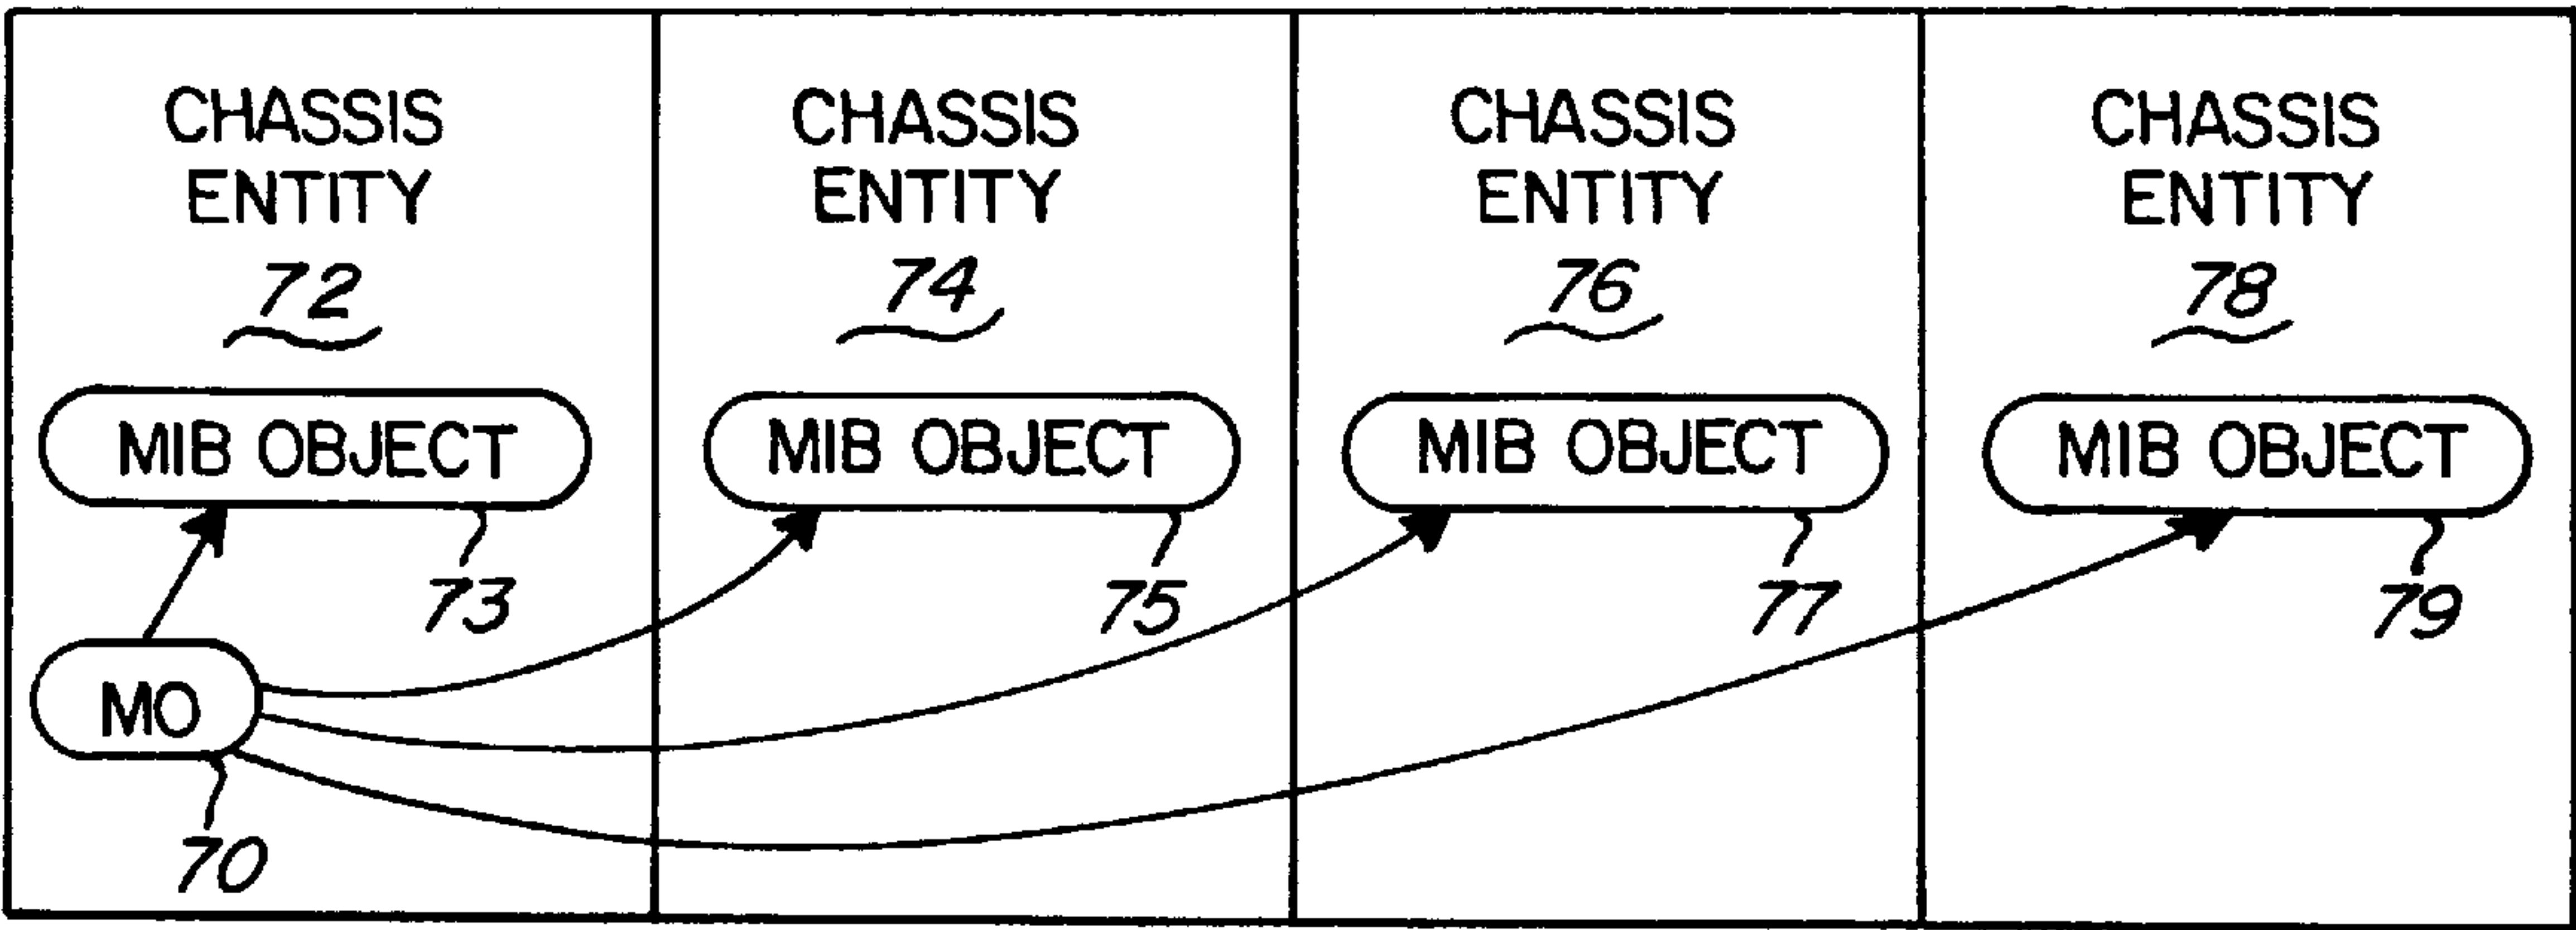 CHASSIS ENTITY 72
CHASSIS ENTITY 74
CHASSIS ENTITY 76
CHASSIS ENTITY 78
MIB OBJECT
MIB OBJECT
MIB OBJECT
MIB OBJECT
73
75
77
79
MO
70